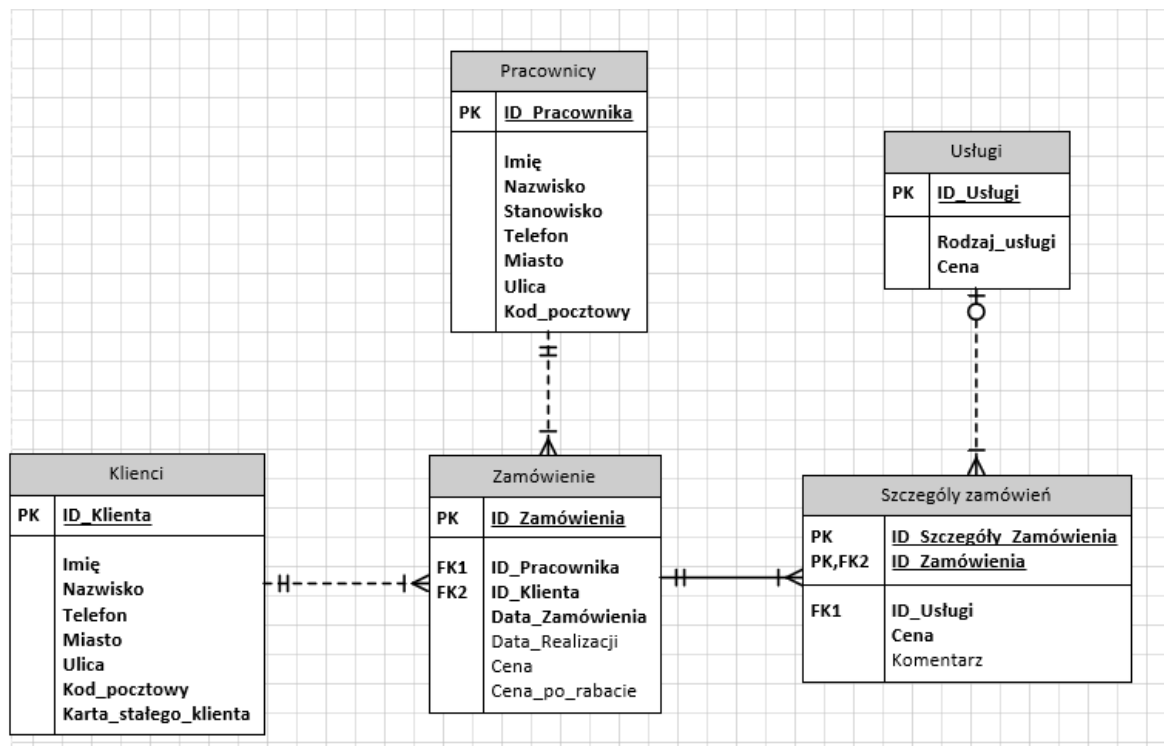 Pracownicy
PK ID_Pracownika
Imię
Nazwisko
Stanowisko
Telefon
Miasto
Ulica
Kod_pocztowy
Usługi
PK ID_Usługi
Rodzaj_usługi
Cena
Klienci
PK ID_Klienta
Imię
Nazwisko
Telefon
Miasto
Ulica
Kod_pocztowy
Karta_stałego_klienta
Zamówienie
PK ID_Zamówienia
FK1 ID_Pracownika
FK2 ID_Klienta
Data_Zamówienia
Data_Realizacji
Cena
Cena_po_rabacie
Szczególy zamówień
PK ID_Szczegóły_Zamówienia
PK,FK2 ID_Zamówienia
FK1 ID_Usługi
Cena
Komentarz